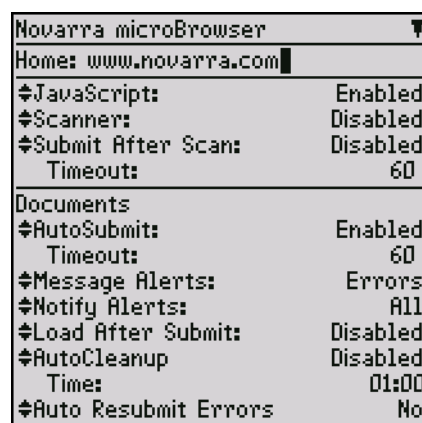 Novarra microBrowser
Home: www.novarra.com
JavaScript: Enabled
Scanner: Disabled
Submit After Scan: Disabled
Timeout: 60
Documents
AutoSubmit: Enabled
Timeout: 60
Message Alerts: Errors
Notify Alerts: All
Load After Submit: Disabled
AutoCleanup Disabled
Time: 01:00
Auto Resubmit Errors No